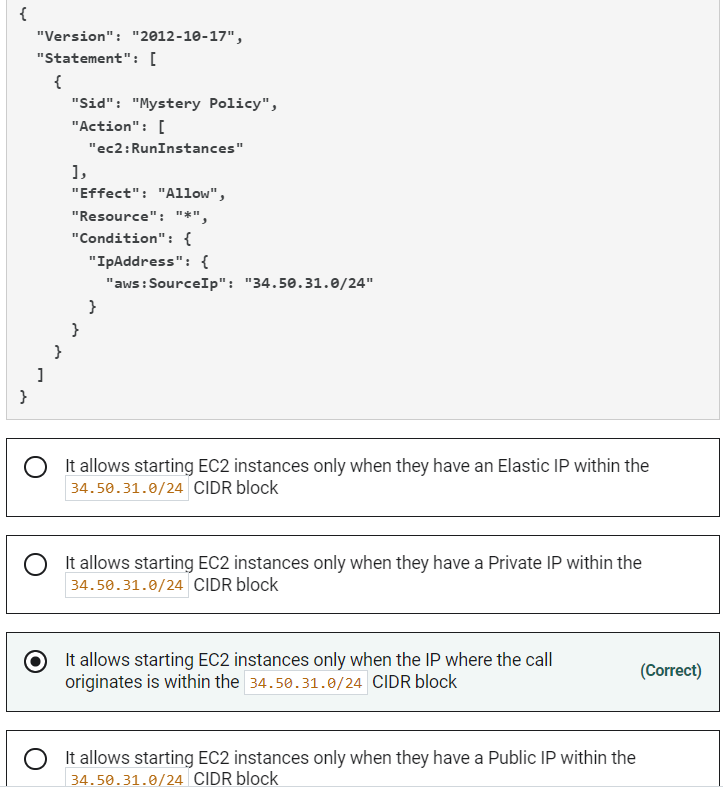 {
"Version": "2012-10-17",
"Statement": [
{
"Sid": "Mystery Policy",
"Action": [
"ec2:RunInstances"
],
"Effect": "Allow",
"Resource": "*",
"Condition": {
"IpAddress": {
"aws:SourceIp": "34.50.31.0/24"
}
}
}
]
}
It allows starting EC2 instances only when they have an Elastic IP within the
34.50.31.0/24 CIDR block
It allows starting EC2 instances only when they have a Private IP within the
34.50.31.0/24 CIDR block
It allows starting EC2 instances only when the IP where the call
originates is within the 34.50.31.0/24 CIDR block
(Correct)
It allows starting EC2 instances only when they have a Public IP within the
34.50.31.0/24 CIDR block